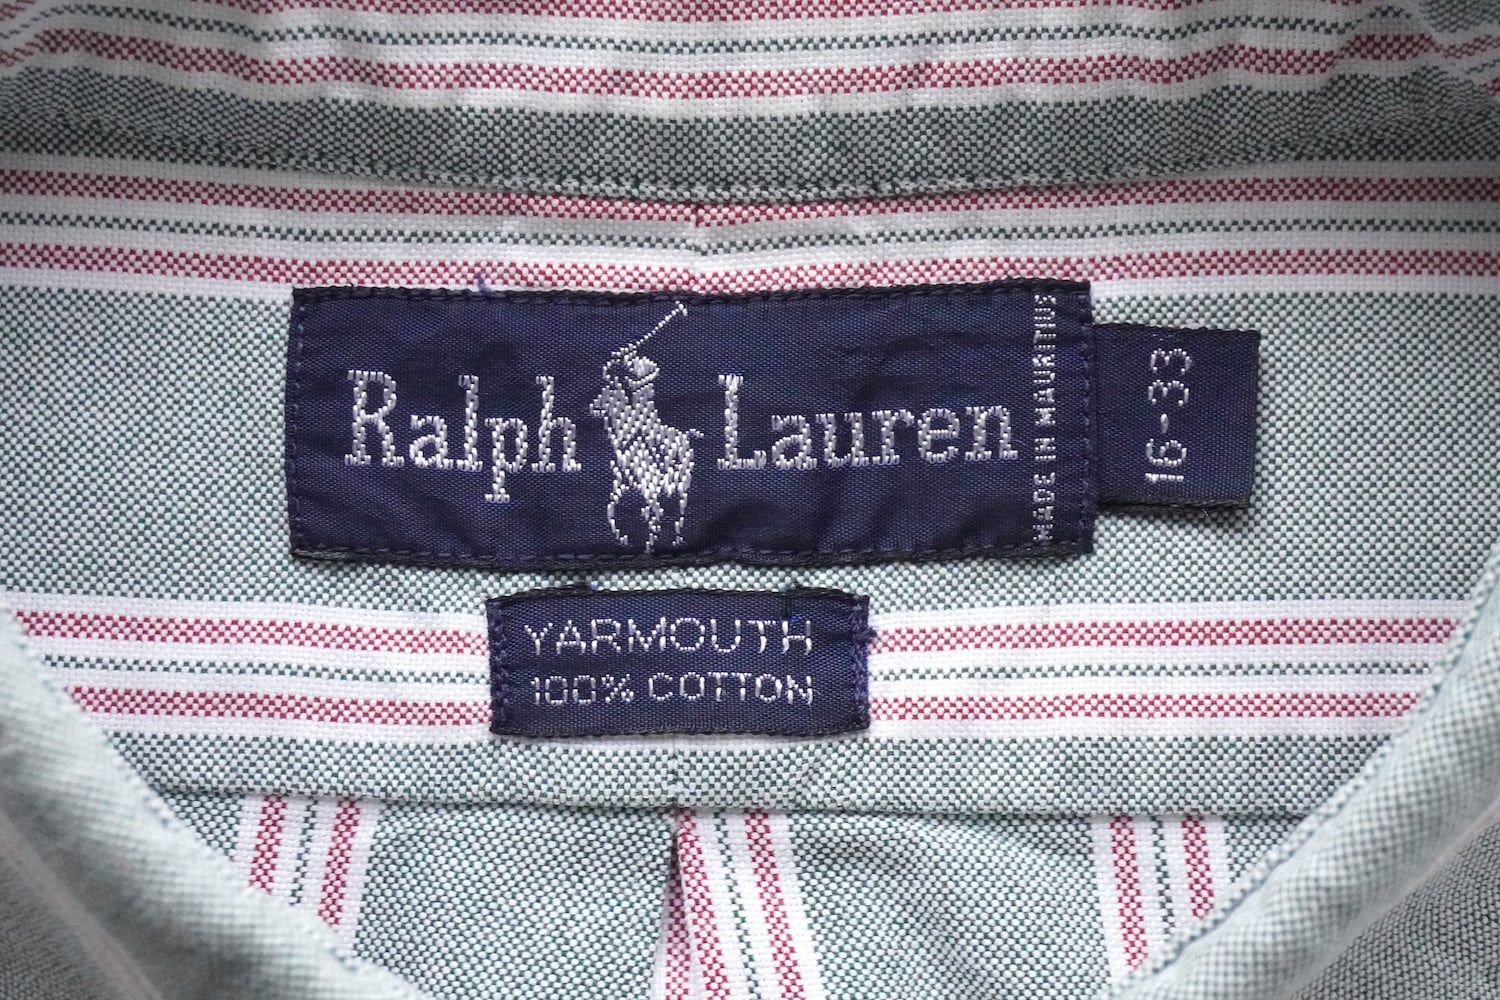 Ralph Lauren
MADE IN MAURITIUS
16-33
YARMOUTH
100% COTTON